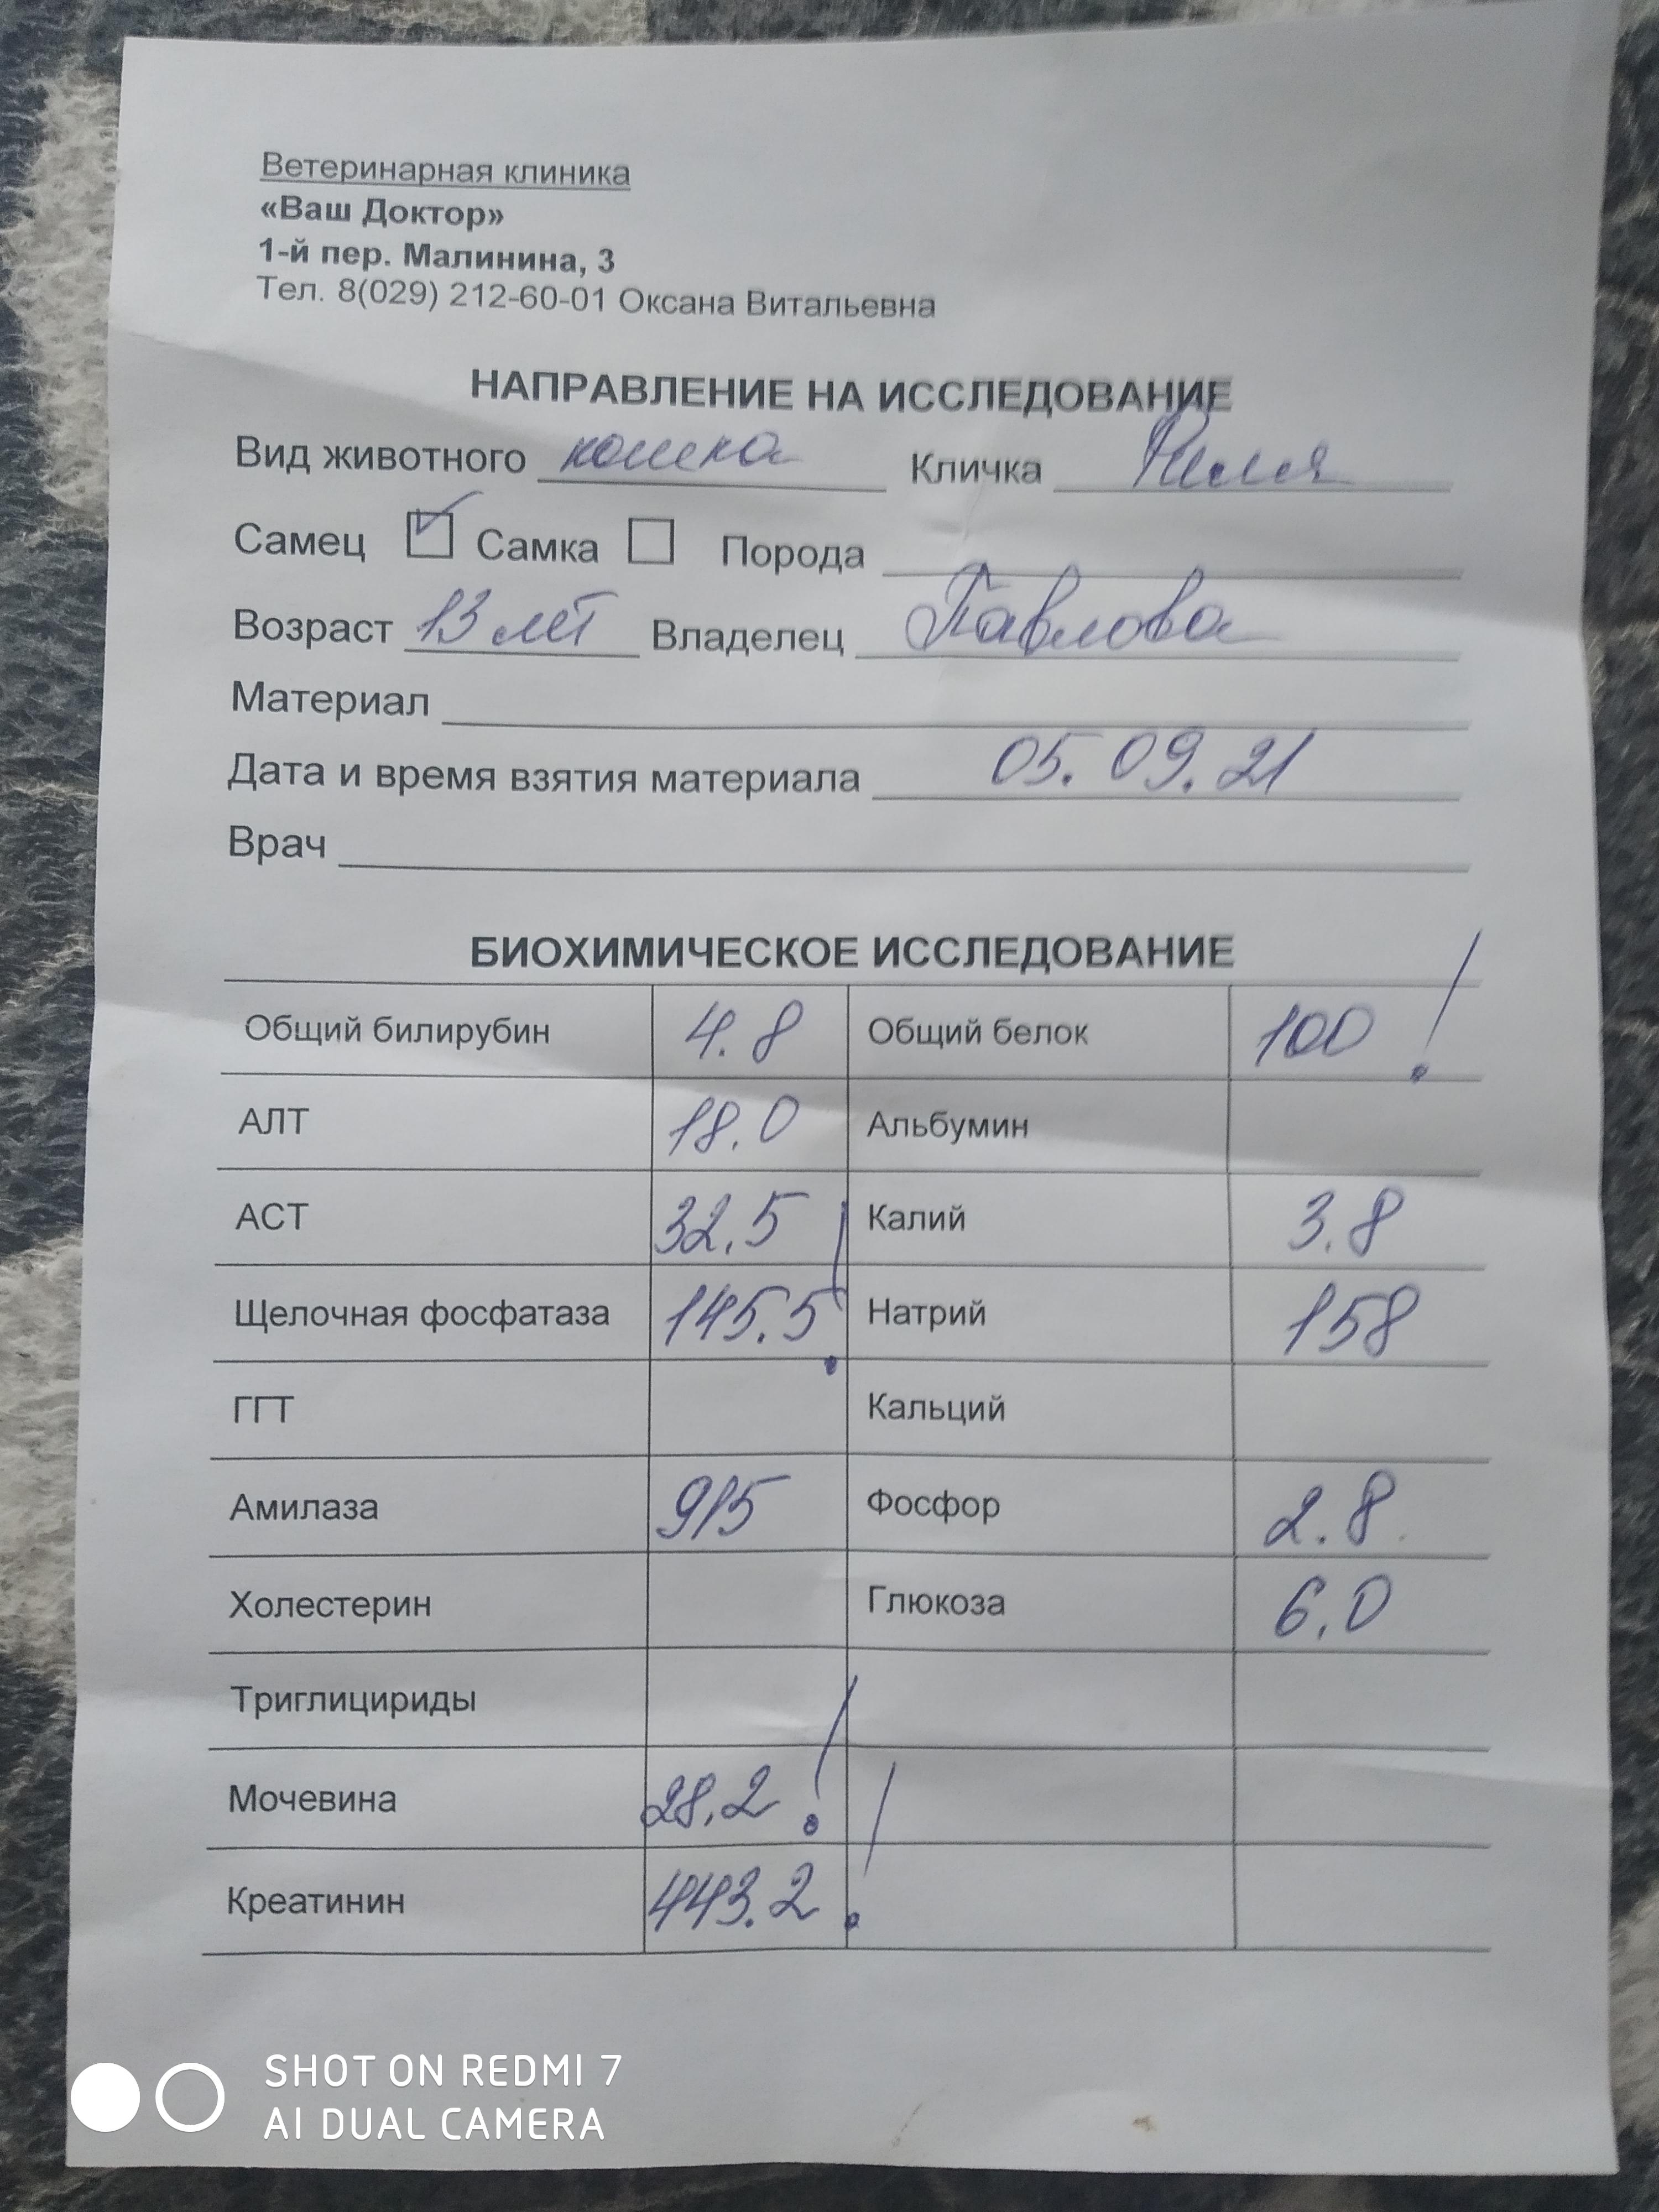 Ветеринарная клиника
«Ваш Доктор»
1-й пер. Малинина, 3
Тел. 8(029) 212-60-01 Оксана Витальевна
НАПРАВЛЕНИЕ НА ИССЛЕДОВАНИЕ
Вид животного кошка Кличка
Самец Самка Порода
Возраст 13 лет Владелец Павлова
Материал
Дата и время взятия материала 05.09.21
Врач
БИОХИМИЧЕСКОЕ ИССЛЕДОВАНИЕ
Общий билирубин 4.8 Общий белок 100 !
АЛТ 18.0 Альбумин
АСТ 32.5 Калий 3.8
Щелочная фосфатаза 145.5 ! Натрий 158
ГГТ Кальций
Амилаза 915 Фосфор 2.8
Холестерин Глюкоза 6.0
Триглицириды
Мочевина 28.2 !
Креатинин 443.2 !
SHOT ON REDMI 7
AI DUAL CAMERA